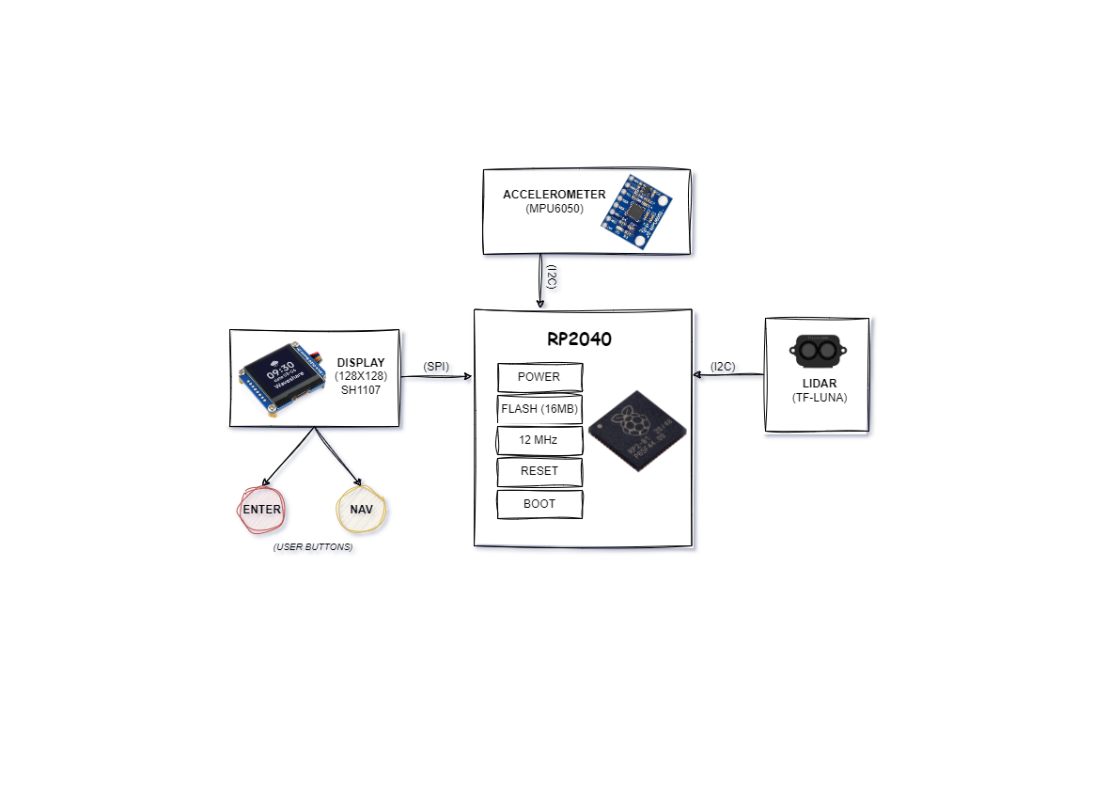 ACCELEROMETER
(MPU6050)
(I2C)
RP2040
POWER
FLASH (16MB)
12 MHz
RESET
BOOT
DISPLAY
(128X128)
SH1107
09:30
Waveshare
(SPI)
(I2C)
LIDAR
(TF-LUNA)
ENTER
NAV
(USER BUTTONS)